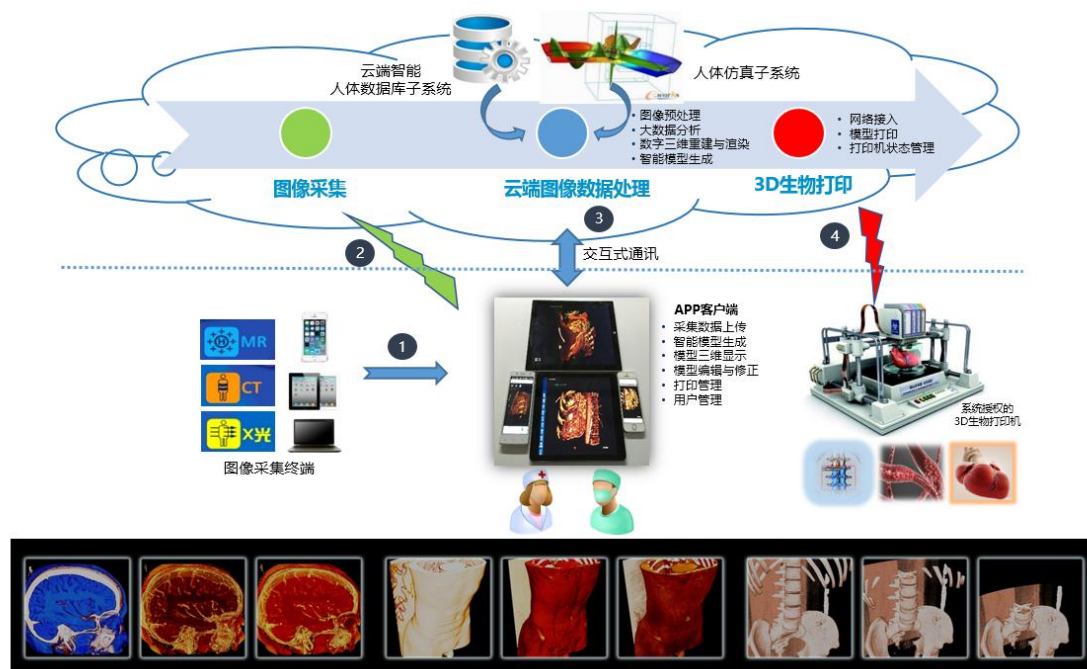 云端智能
人体数据库子系统
人体仿真子系统
图像采集
云端图像数据处理
• 图像预处理
• 大数据分析
• 数字三维重建与渲染
• 智能模型生成
3D生物打印
• 网络接入
• 模型打印
• 打印机状态管理
2
3
交互式通讯
4
MR
CT
X光
图像采集终端
1
APP客户端
• 采集数据上传
• 智能模型生成
• 模型三维显示
• 模型编辑与修正
• 打印管理
• 用户管理
系统授权的
3D生物打印机